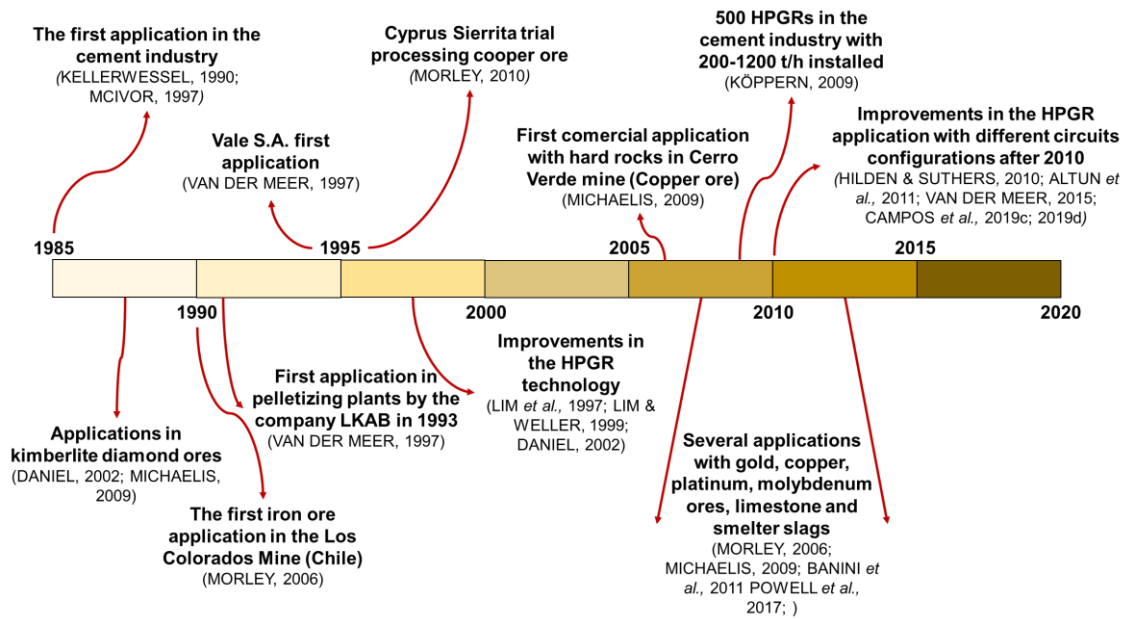 The first application in the
cement industry
(KELLERWESSEL, 1990;
MCIVOR, 1997)
Vale S.A. first
application
(VAN DER MEER, 1997)
Cyprus Sierrita trial
processing cooper ore
(MORLEY, 2010)
First comercial application
with hard rocks in Cerro
Verde mine (Copper ore)
(MICHAELIS, 2009)
500 HPGRs in the
cement industry with
200-1200 t/h installed
(KÖPPERN, 2009)
Improvements in the HPGR
application with different circuits
configurations after 2010
(HILDEN & SUTHERS, 2010; ALTUN et
al., 2011; VAN DER MEER, 2015;
CAMPOS et al., 2019c; 2019d)
1985
1995
2005
2015
1990
2000
2010
2020
Applications in
kimberlite diamond ores
(DANIEL, 2002; MICHAELIS,
2009)
The first iron ore
application in the Los
Colorados Mine (Chile)
(MORLEY, 2006)
First application in
pelletizing plants by the
company LKAB in 1993
(VAN DER MEER, 1997)
Improvements in
the HPGR
technology
(LIM et al., 1997; LIM &
WELLER, 1999;
DANIEL, 2002)
Several applications
with gold, copper,
platinum, molybdenum
ores, limestone and
smelter slags
(MORLEY, 2006;
MICHAELIS, 2009; BANINI et
al., 2011 POWELL et al.,
2017; )